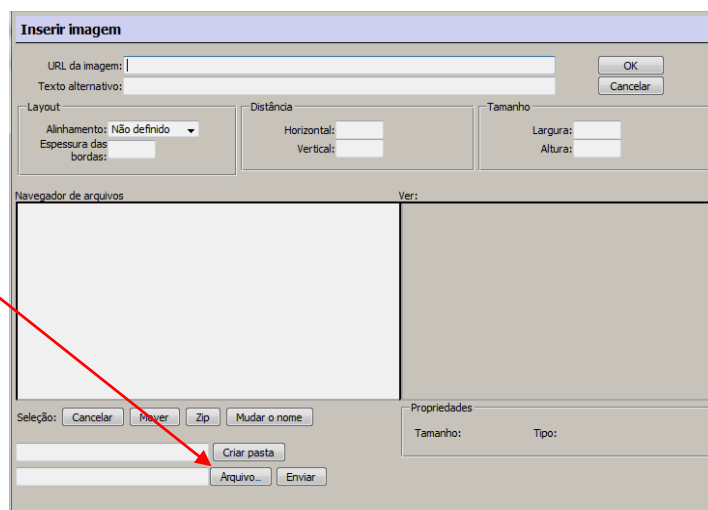 Inserir imagem
URL da imagem: OK
Texto alternativo: Cancelar
Layout Distância Tamanho
Alinhamento: Não definido Horizontal: Largura:
Espessura das bordas: Vertical: Altura:
Navegador de arquivos Ver:
Seleção: Cancelar Mover Zip Mudar o nome
Propriedades
Tamanho: Tipo:
Criar pasta
Arquivo... Enviar